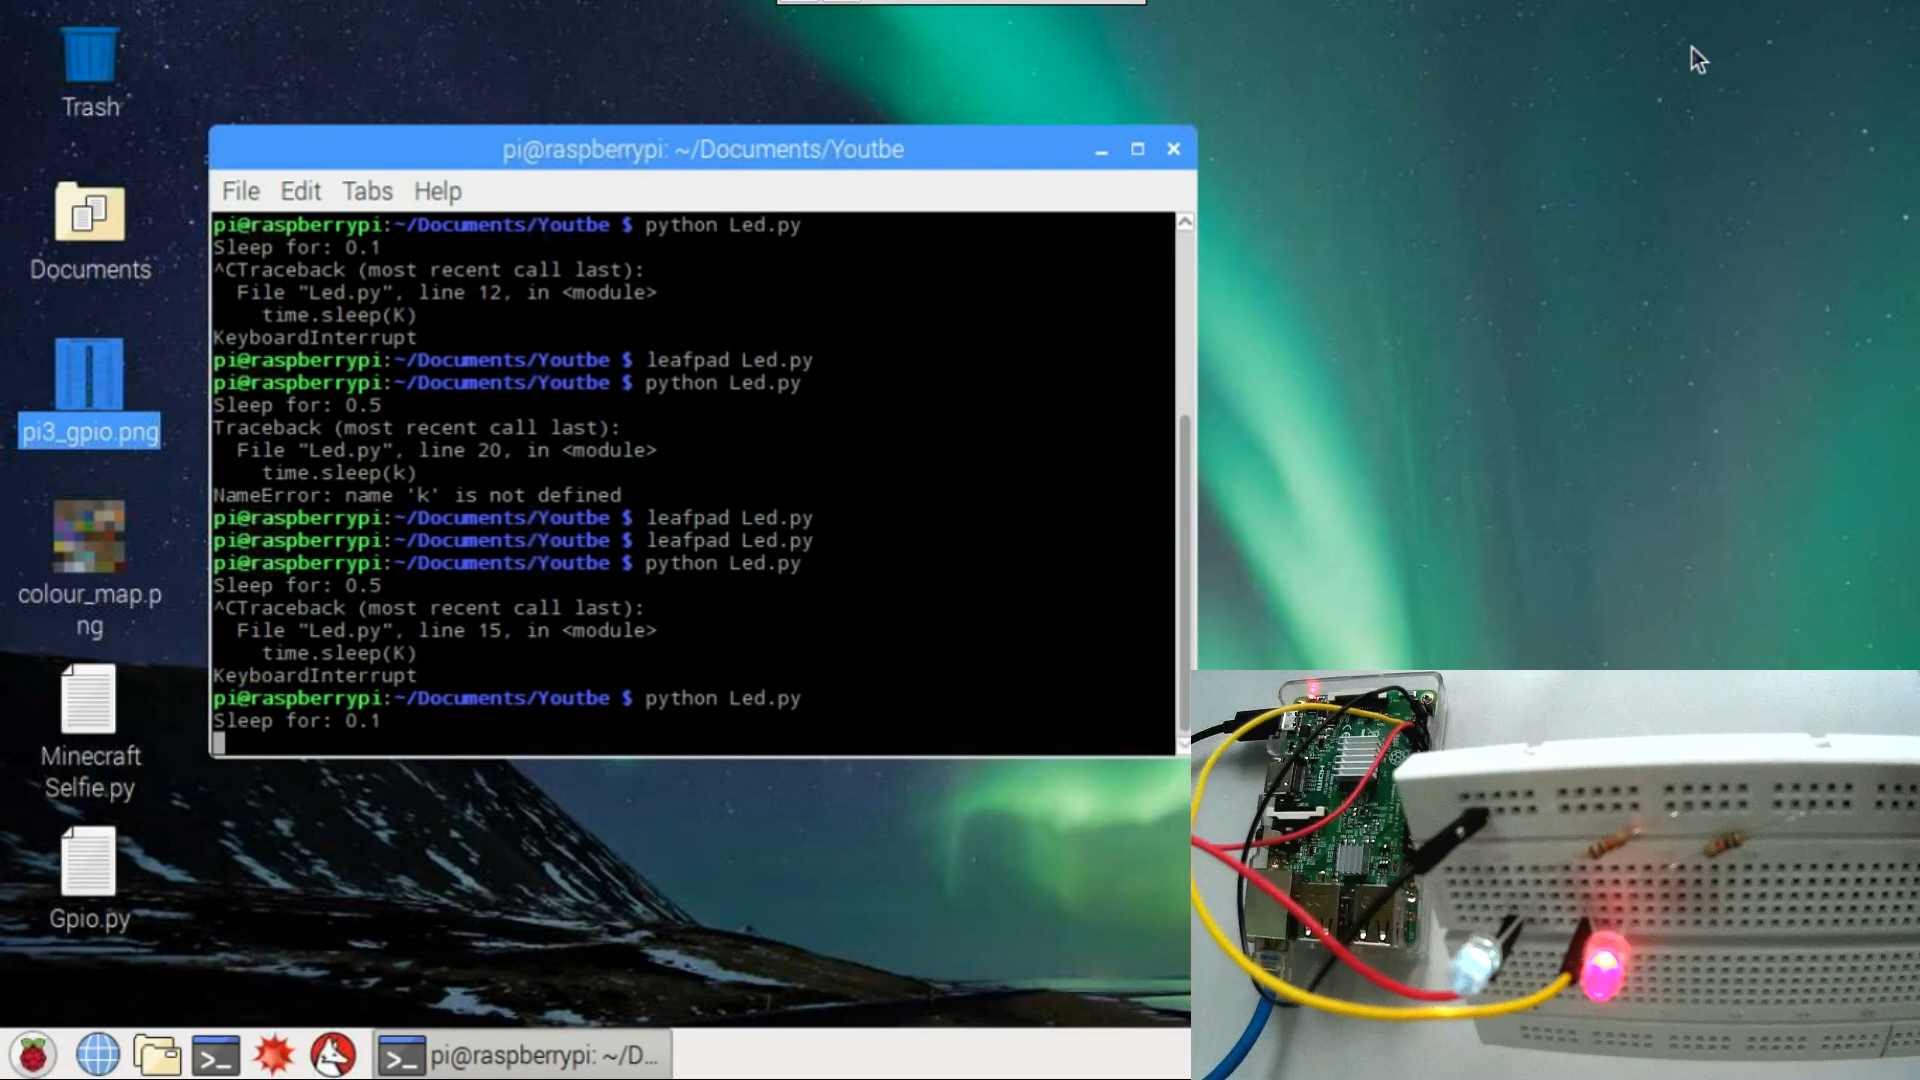 Trash
Documents
pi3_gpio.png
colour_map.p
ng
Minecraft
Selfie.py
Gpio.py
pi@raspberrypi: ~/Documents/Youtbe
File Edit Tabs Help
pi@raspberrypi:~/Documents/Youtbe $ python Led.py
Sleep for: 0.1
^CTraceback (most recent call last):
  File "Led.py", line 12, in <module>
    time.sleep(K)
KeyboardInterrupt
pi@raspberrypi:~/Documents/Youtbe $ leafpad Led.py
pi@raspberrypi:~/Documents/Youtbe $ python Led.py
Sleep for: 0.5
Traceback (most recent call last):
  File "Led.py", line 20, in <module>
    time.sleep(k)
NameError: name 'k' is not defined
pi@raspberrypi:~/Documents/Youtbe $ leafpad Led.py
pi@raspberrypi:~/Documents/Youtbe $ leafpad Led.py
pi@raspberrypi:~/Documents/Youtbe $ python Led.py
Sleep for: 0.5
^CTraceback (most recent call last):
  File "Led.py", line 15, in <module>
    time.sleep(K)
KeyboardInterrupt
pi@raspberrypi:~/Documents/Youtbe $ python Led.py
Sleep for: 0.1
HDMI
pi@raspberrypi: ~/D...